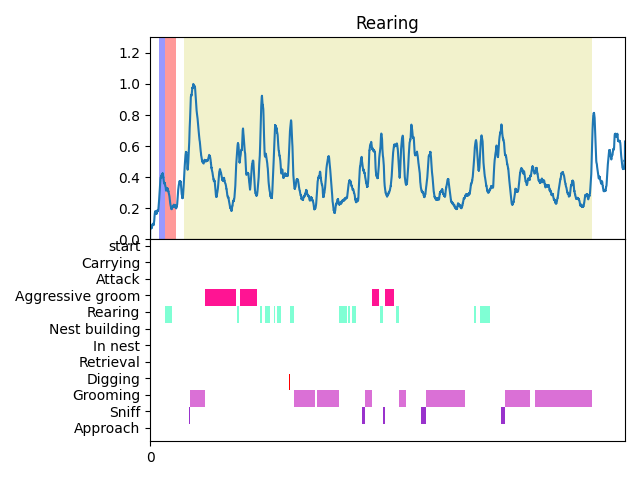 Rearing
1.2
1.0
0.8
0.6
0.4
0.2
0.0
start
Carrying
Attack
Aggressive groom
Rearing
Nest building
In nest
Retrieval
Digging
Grooming
Sniff
Approach
0